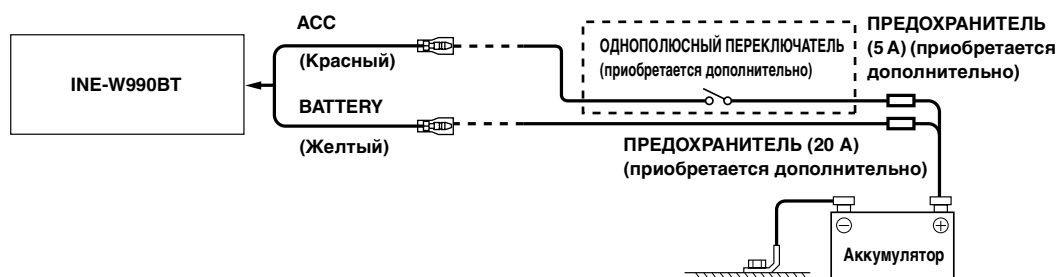 ACC
(Красный)
INE-W990BT
BATTERY
(Желтый)
ОДНОПОЛЮСНЫЙ ПЕРЕКЛЮЧАТЕЛЬ
(приобретается дополнительно)
ПРЕДОХРАНИТЕЛЬ
(5 А) (приобретается
дополнительно)
ПРЕДОХРАНИТЕЛЬ (20 А)
(приобретается дополнительно)
Аккумулятор